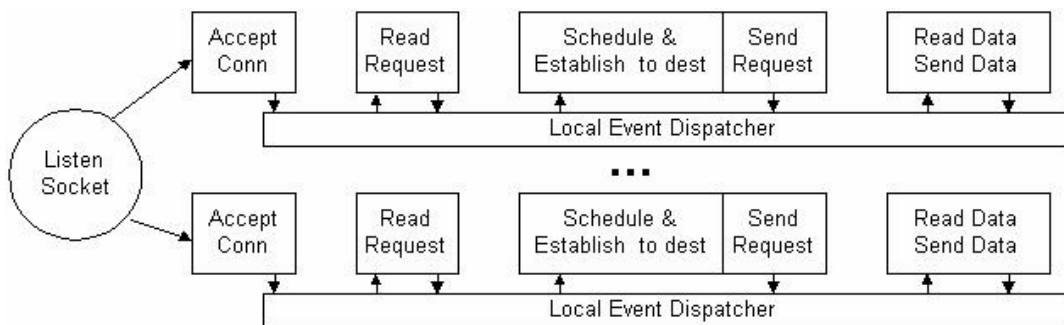 Accept
Conn
Read
Request
Schedule &
Establish to dest
Send
Request
Read Data
Send Data
Local Event Dispatcher
Listen
Socket
...
Accept
Conn
Read
Request
Schedule &
Establish to dest
Send
Request
Read Data
Send Data
Local Event Dispatcher